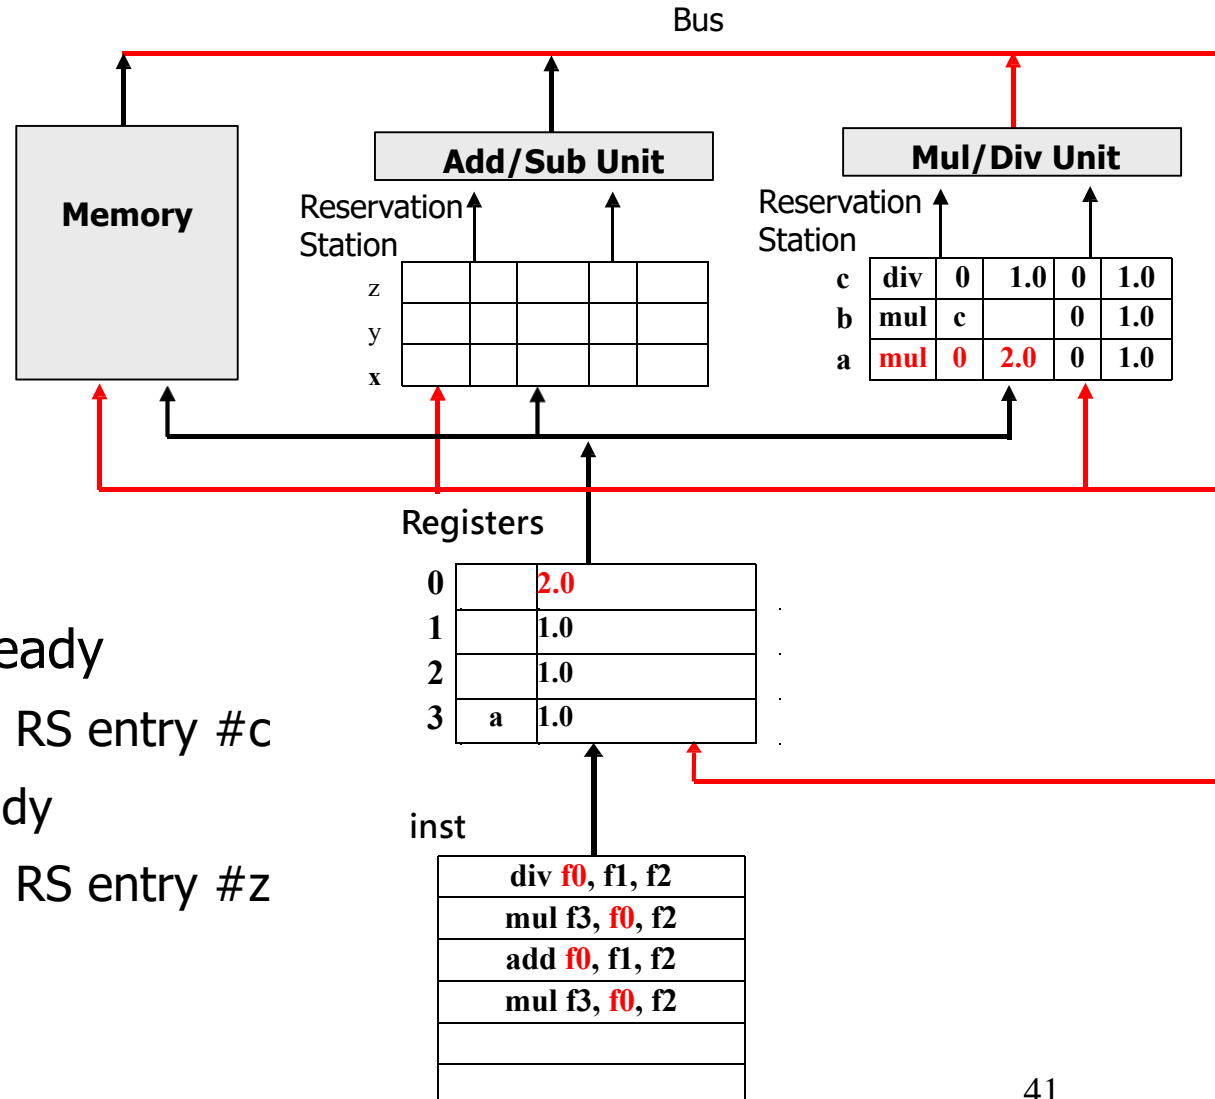 Bus
Memory
Add/Sub Unit
Mul/Div Unit
Reservation
Station
Reservation
Station
z
y
x
c div 0 1.0 0 1.0
b mul c 0 1.0
a mul 0 2.0 0 1.0
Registers
0 2.0
1 1.0
2 1.0
3 a 1.0
eady
RS entry #c
dy
RS entry #z
inst
div f0, f1, f2
mul f3, f0, f2
add f0, f1, f2
mul f3, f0, f2
41